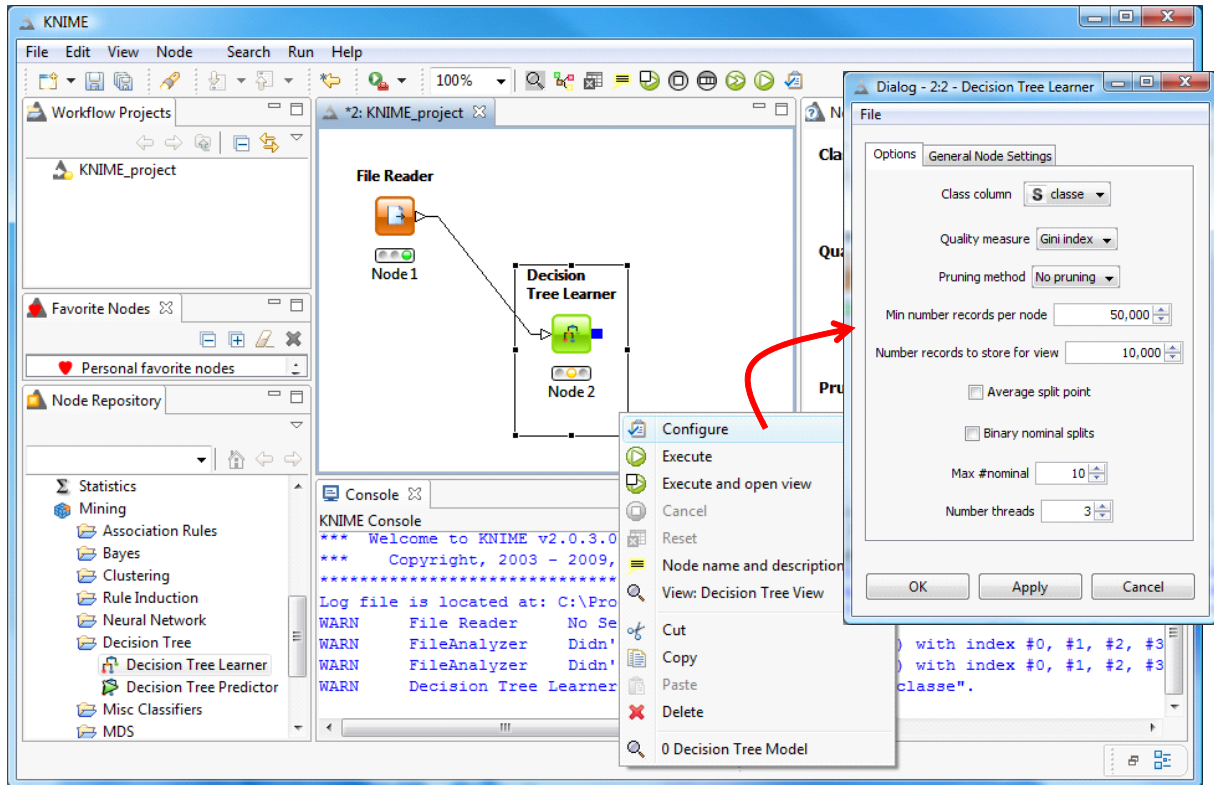 KNIME
File Edit View Node Search Run Help
100%
Workflow Projects
KNIME_project
Favorite Nodes
Personal favorite nodes
Node Repository
Statistics
Mining
Association Rules
Bayes
Clustering
Rule Induction
Neural Network
Decision Tree
Decision Tree Learner
Decision Tree Predictor
Misc Classifiers
MDS
*2: KNIME_project
File Reader
Node 1
Decision
Tree Learner
Node 2
Console
KNIME Console
*** Welcome to KNIME v2.0.3.0
*** Copyright, 2003 - 2009,
********************************
Log file is located at: C:\Pro
WARN File Reader No Se
WARN FileAnalyzer Didn' ) with index #0, #1, #2, #3
WARN FileAnalyzer Didn' ) with index #0, #1, #2, #3
WARN Decision Tree Learner classe".
Configure
Execute
Execute and open view
Cancel
Reset
Node name and description
View: Decision Tree View
Cut
Copy
Paste
Delete
0 Decision Tree Model
N
Cla
Qua
Pru
Dialog - 2:2 - Decision Tree Learner
File
Options General Node Settings
Class column S classe
Quality measure Gini index
Pruning method No pruning
Min number records per node 50,000
Number records to store for view 10,000
Average split point
Binary nominal splits
Max #nominal 10
Number threads 3
OK Apply Cancel